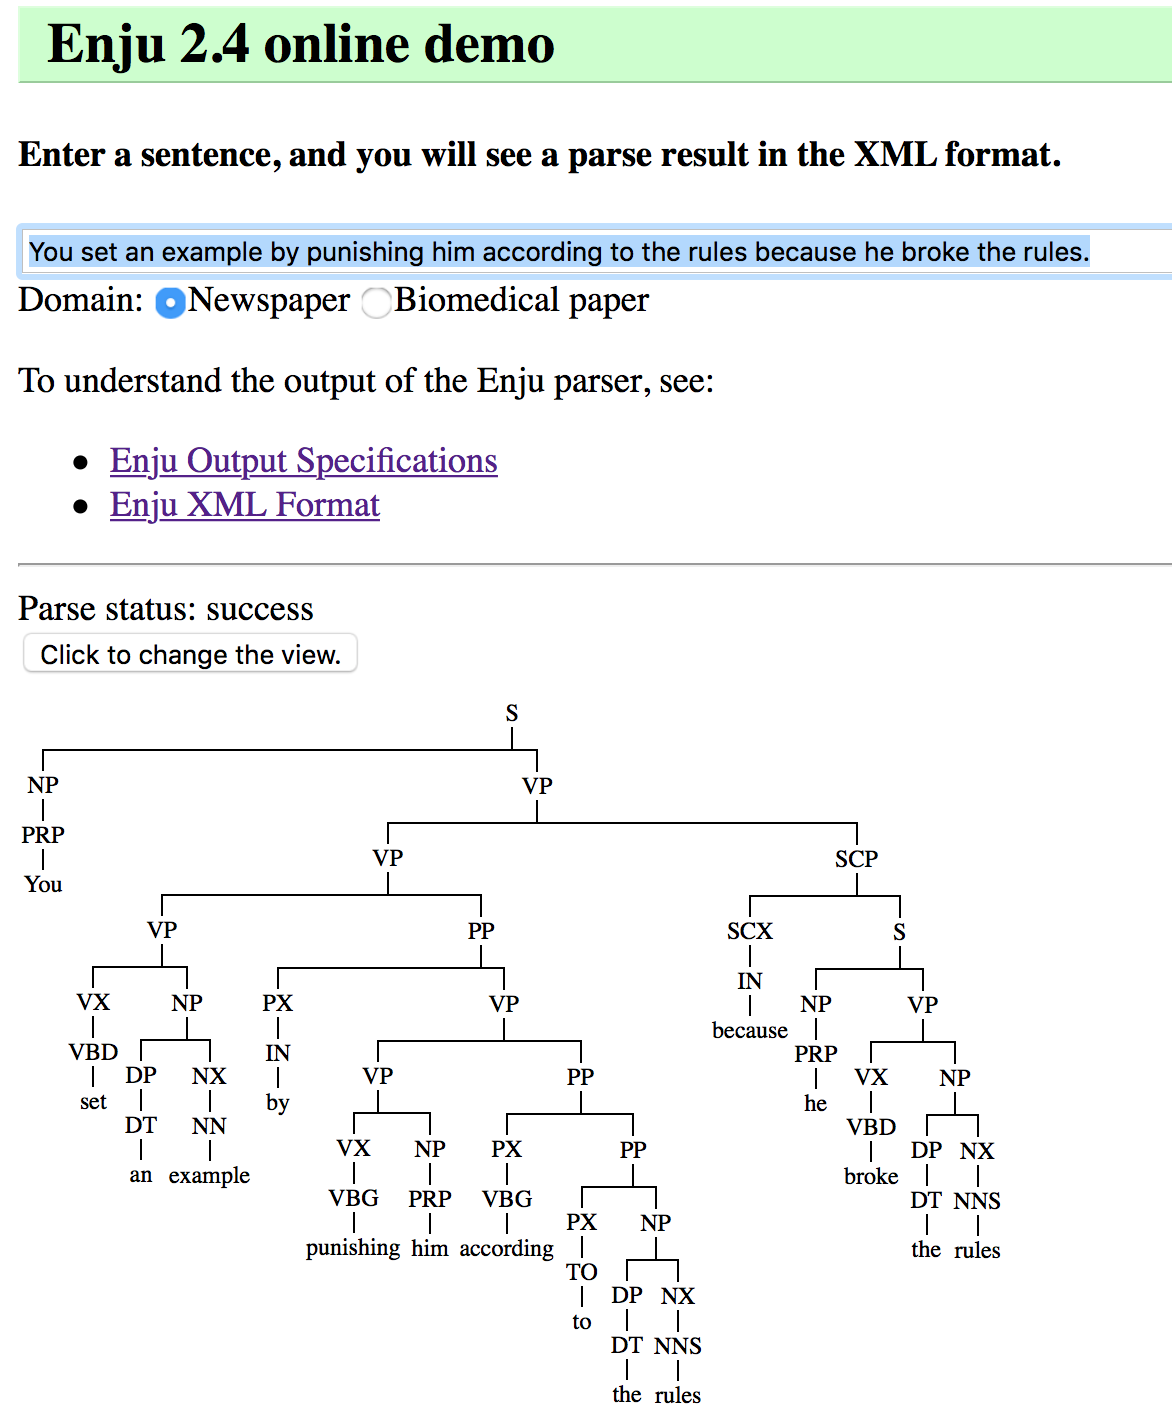 Enju 2.4 online demo
Enter a sentence, and you will see a parse result in the XML format.
You set an example by punishing him according to the rules because he broke the rules.
Domain: Newspaper Biomedical paper
To understand the output of the Enju parser, see:
Enju Output Specifications
Enju XML Format
Parse status: success
Click to change the view.
S
NP VP
PRP
VP SCP
You
VP PP SCX S
IN
VX NP PX VP NP VP
because
VBD IN PRP
DP NX VP PP VX NP
set by he
DT NN VBD
VX NP PX PP DP NX
an example broke
VBG PRP VBG DT NNS
PX NP
punishing him according the rules
TO
DP NX
to
DT NNS
the rules